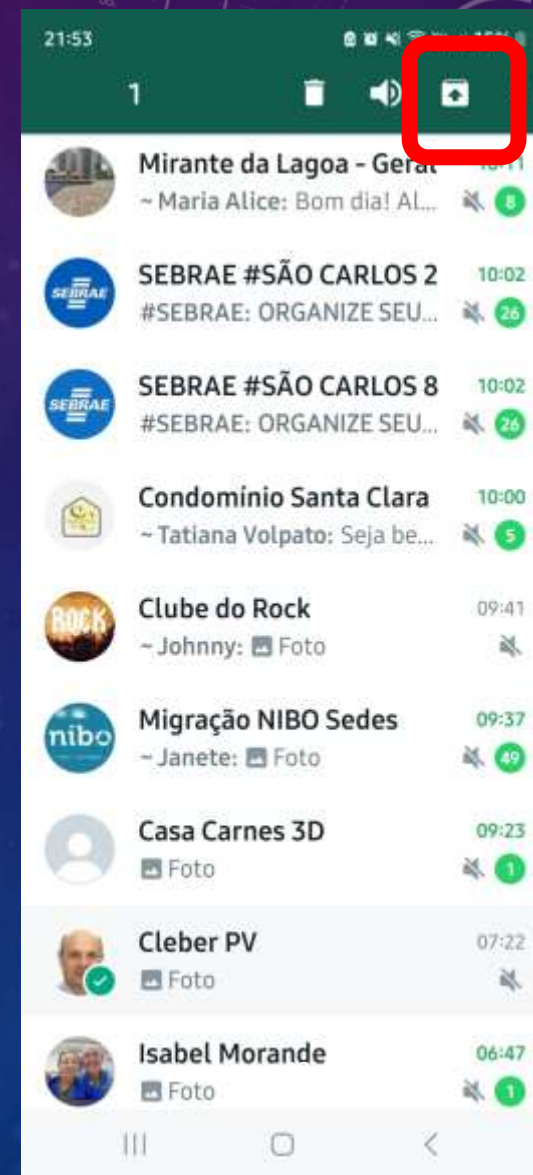 21:53
1
Mirante da Lagoa - Geral
~ Maria Alice: Bom dia! Al... 8
SEBRAE SEBRAE #SÃO CARLOS 2 10:02
#SEBRAE: ORGANIZE SEU... 26
SEBRAE SEBRAE #SÃO CARLOS 8 10:02
#SEBRAE: ORGANIZE SEU... 26
Condomínio Santa Clara 10:00
~ Tatiana Volpato: Seja be... 5
ROCK Clube do Rock 09:41
~ Johnny: Foto
nibo Migração NIBO Sedes 09:37
~ Janete: Foto 49
Casa Carnes 3D 09:23
Foto 1
Cleber PV 07:22
Foto
Isabel Morande 06:47
Foto 1